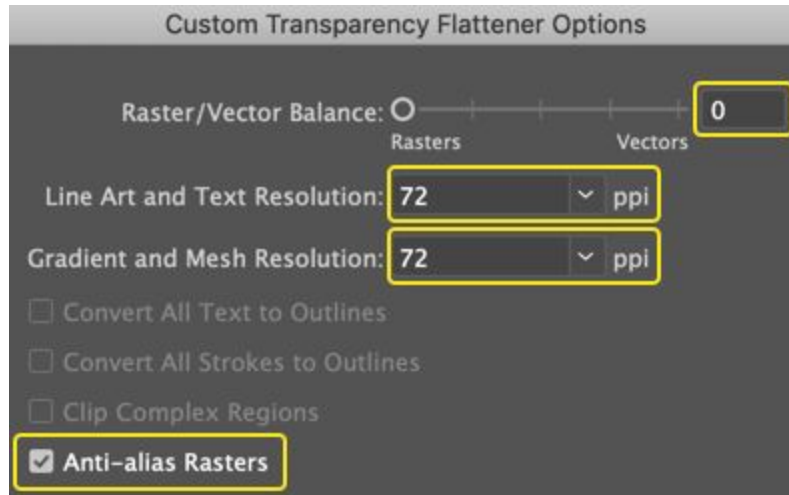 Custom Transparency Flattener Options
Raster/Vector Balance: 0
Rasters Vectors
Line Art and Text Resolution: 72 ppi
Gradient and Mesh Resolution: 72 ppi
Convert All Text to Outlines
Convert All Strokes to Outlines
Clip Complex Regions
Anti-alias Rasters